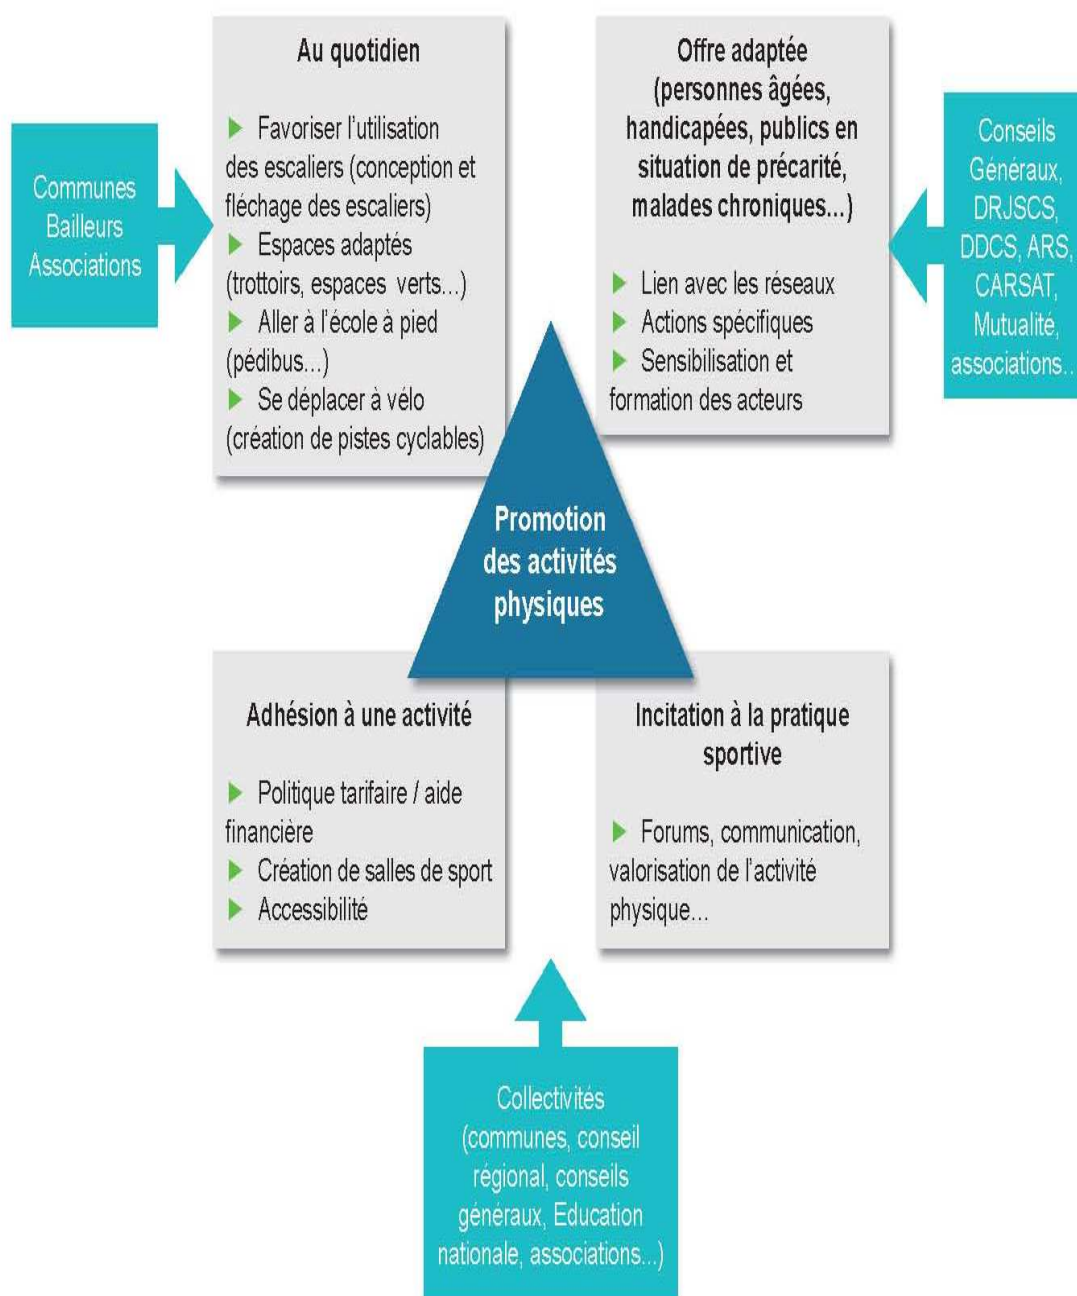 Au quotidien
▶ Favoriser l’utilisation
des escaliers (conception et
fléchage des escaliers)
▶ Espaces adaptés
(trottoirs, espaces verts…)
▶ Aller à l’école à pied
(pédibus…)
▶ Se déplacer à vélo
(création de pistes cyclables)
Offre adaptée
(personnes âgées,
handicapées, publics en
situation de précarité,
malades chroniques…)
▶ Lien avec les réseaux
▶ Actions spécifiques
▶ Sensibilisation et
formation des acteurs
Communes
Bailleurs
Associations
Conseils
Généraux,
DRJSCS,
DDCS, ARS,
CARSAT,
Mutualité,
associations...
Promotion
des activités
physiques
Adhésion à une activité
▶ Politique tarifaire / aide
financière
▶ Création de salles de sport
▶ Accessibilité
Incitation à la pratique
sportive
▶ Forums, communication,
valorisation de l’activité
physique…
Collectivités
(communes, conseil
régional, conseils
généraux, Education
nationale, associations...)